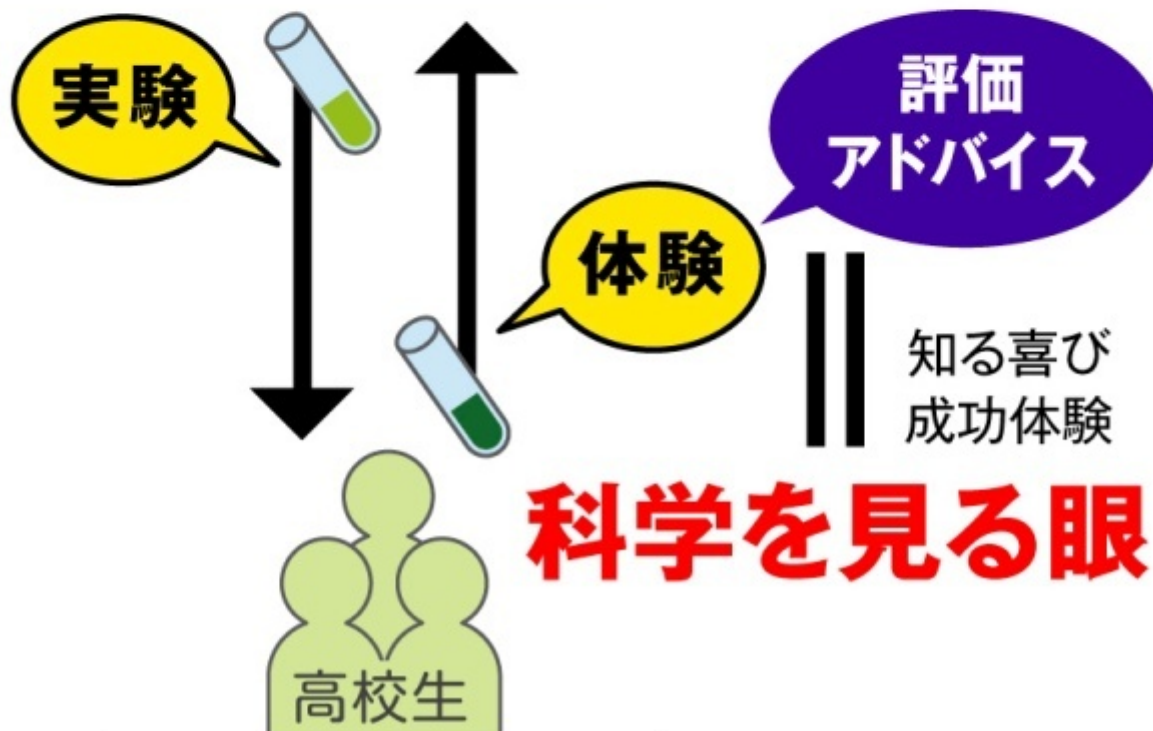 実験
評価
アドバイス
体験
知る喜び
成功体験
科学を見る眼
高校生